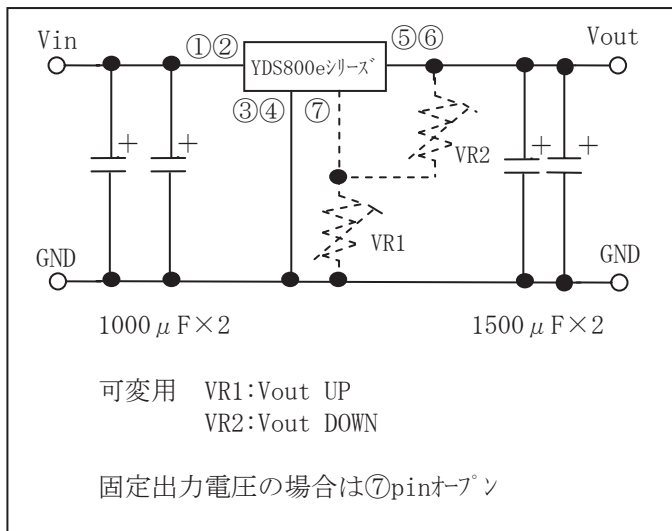 Vin ①② YDS800eシリーズ ⑤⑥ Vout
③④ ⑦
+ + VR2 + +
VR1
GND GND
1000μF×2 1500μF×2
可変用 VR1:Vout UP
VR2:Vout DOWN
固定出力電圧の場合は⑦pinオープン